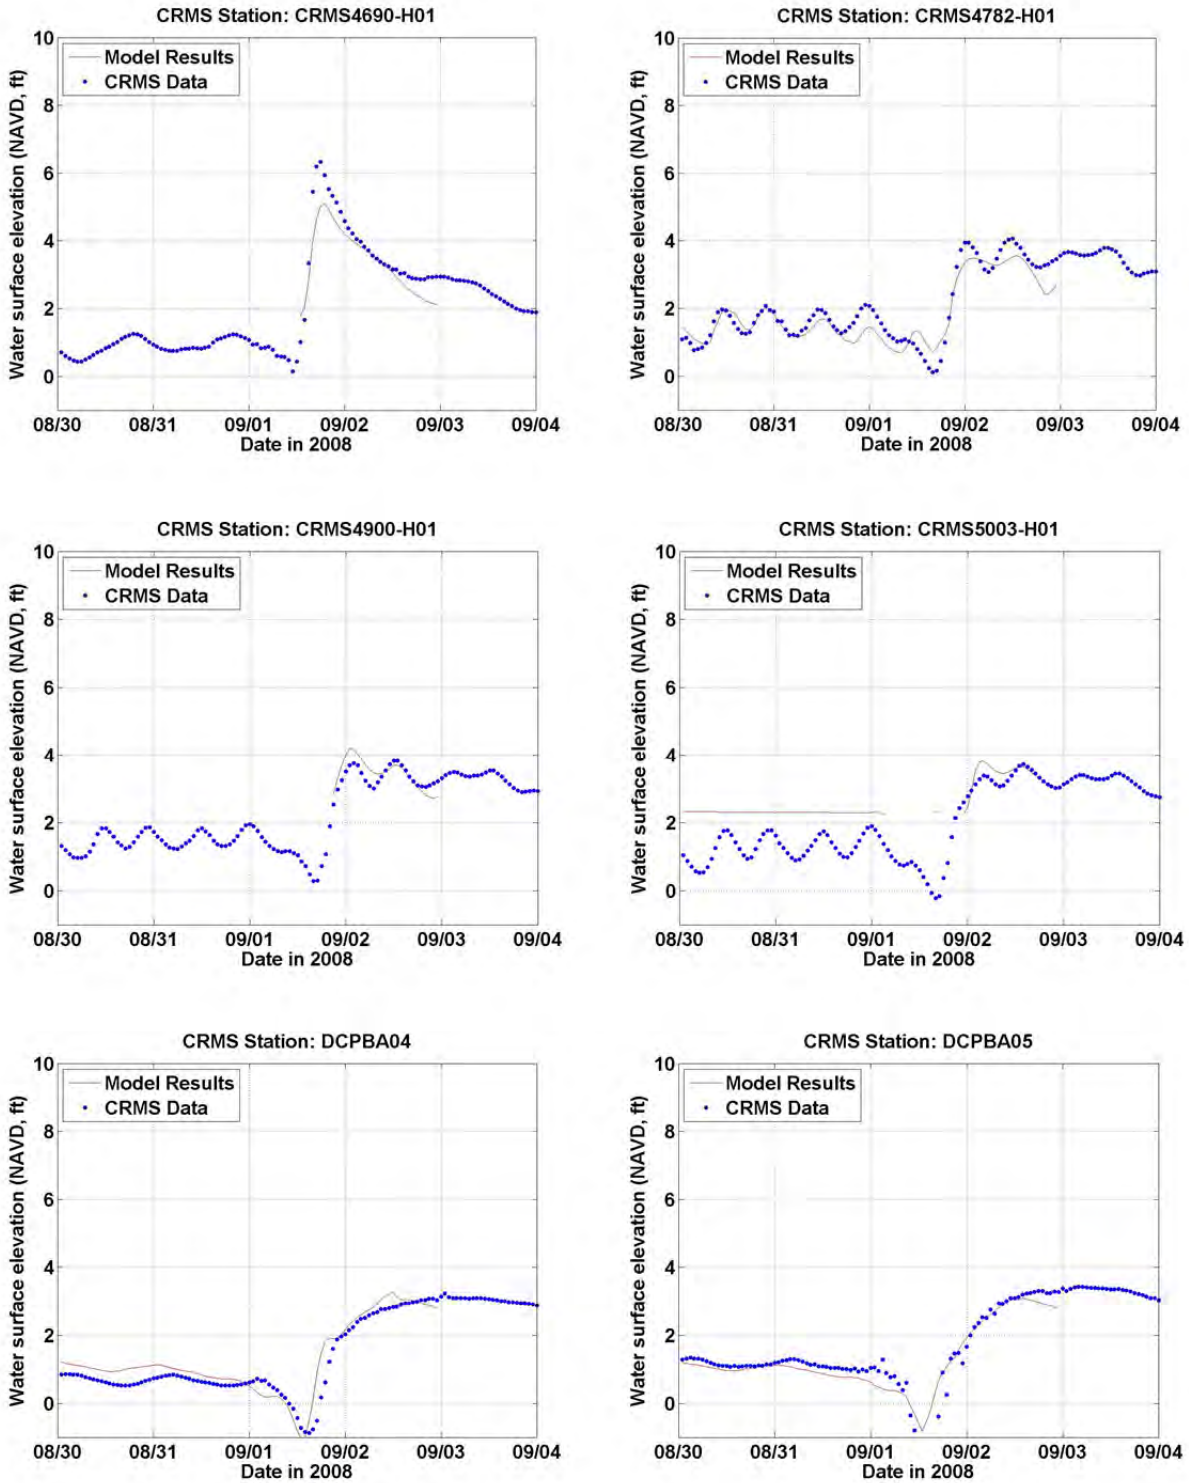 CRMS Station: CRMS4690-H01
10
8
6
4
2
0
Water surface elevation (NAVD, ft)
Model Results
CRMS Data
08/30 08/31 09/01 09/02 09/03 09/04
Date in 2008
CRMS Station: CRMS4782-H01
10
8
6
4
2
0
Water surface elevation (NAVD, ft)
Model Results
CRMS Data
08/30 08/31 09/01 09/02 09/03 09/04
Date in 2008
CRMS Station: CRMS4900-H01
10
8
6
4
2
0
Water surface elevation (NAVD, ft)
Model Results
CRMS Data
08/30 08/31 09/01 09/02 09/03 09/04
Date in 2008
CRMS Station: CRMS5003-H01
10
8
6
4
2
0
Water surface elevation (NAVD, ft)
Model Results
CRMS Data
08/30 08/31 09/01 09/02 09/03 09/04
Date in 2008
CRMS Station: DCPBA04
10
8
6
4
2
0
Water surface elevation (NAVD, ft)
Model Results
CRMS Data
08/30 08/31 09/01 09/02 09/03 09/04
Date in 2008
CRMS Station: DCPBA05
10
8
6
4
2
0
Water surface elevation (NAVD, ft)
Model Results
CRMS Data
08/30 08/31 09/01 09/02 09/03 09/04
Date in 2008